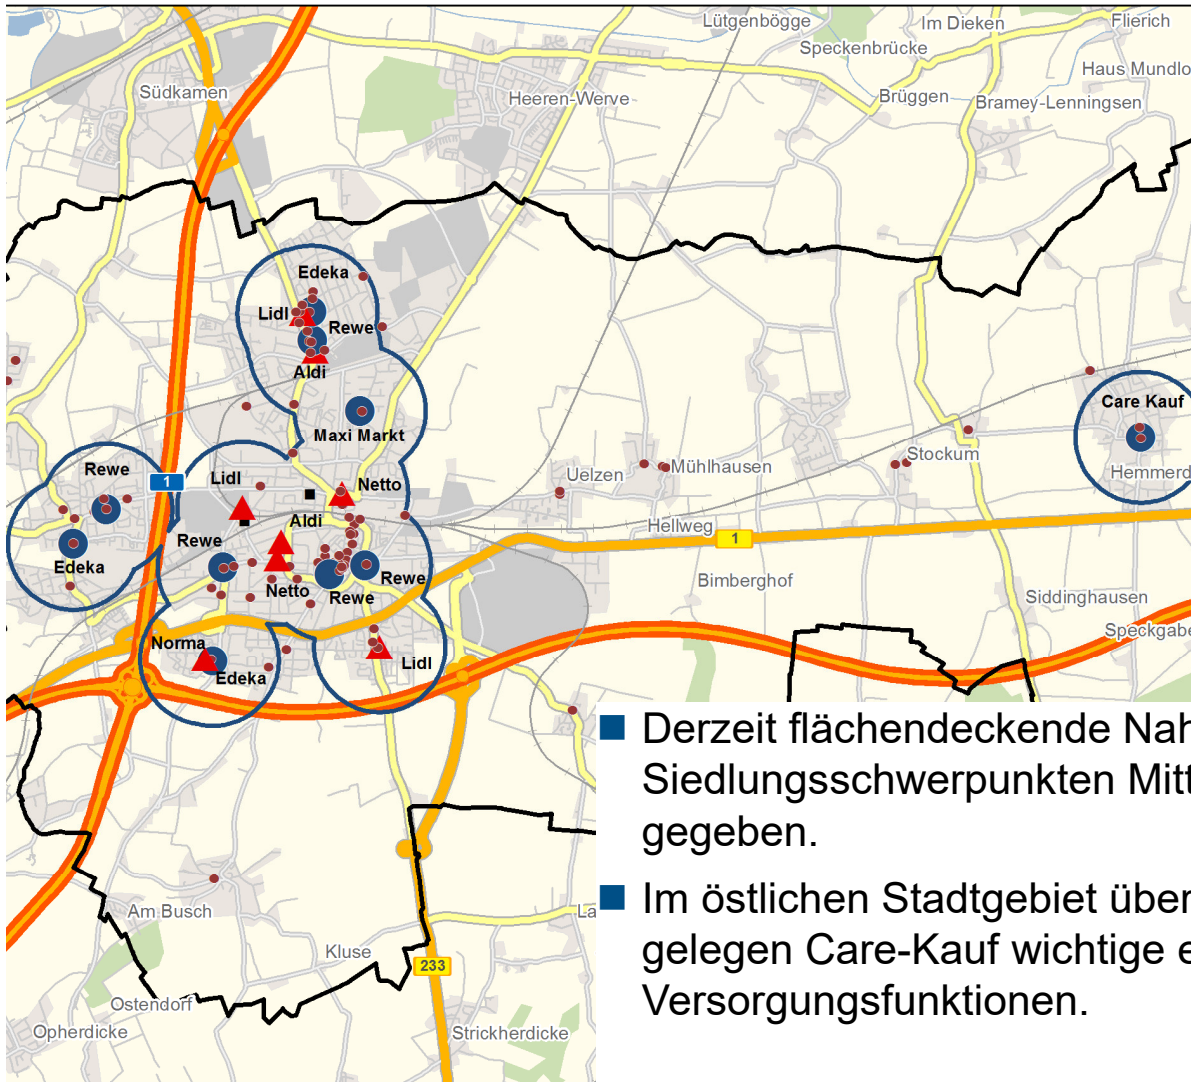 Lütgenbögge
Im Dieken
Flierich
Speckenbrücke
Haus Mundlo
Südkamen
Heeren-Werve
Brüggen
Bramey-Lenningsen
Edeka
Lidl
Rewe
Aldi
Care Kauf
Maxi Markt
Stockum
Rewe
Lidl
Uelzen
Mühlhausen
Hemmerd
1
Netto
Aldi
Hellweg
Rewe
1
Edeka
Rewe
Bimberghof
Netto
Rewe
Siddinghausen
Speckgabe
Norma
Lidl
Edeka
Derzeit flächendeckende Nah
Siedlungsschwerpunkten Mitt
gegeben.
Im östlichen Stadtgebiet über
gelegen Care-Kauf wichtige e
Versorgungsfunktionen.
Am Busch
La
Kluse
233
Ostendorf
Opherdicke
Strickherdicke